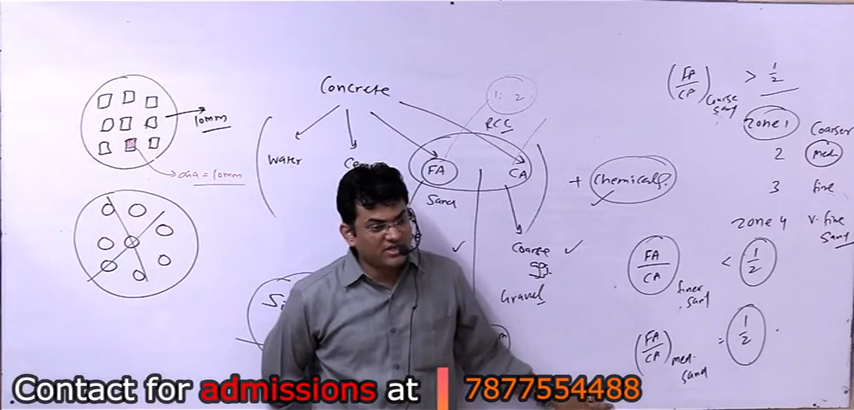 Concrete
10mm
dia = 10mm
Water
FA
Sand
CA
1: 2
RCC
Coarse
Gravel
+ Chemicals
(FA/CA) coarse sand > 1/2
Zone 1 Coarser
2 med
3 fine
Zone 4 v. fine
sand
FA/CA finer sand < 1/2
(FA/CA) med. sand = 1/2
Contact for admissions at | 7877554488